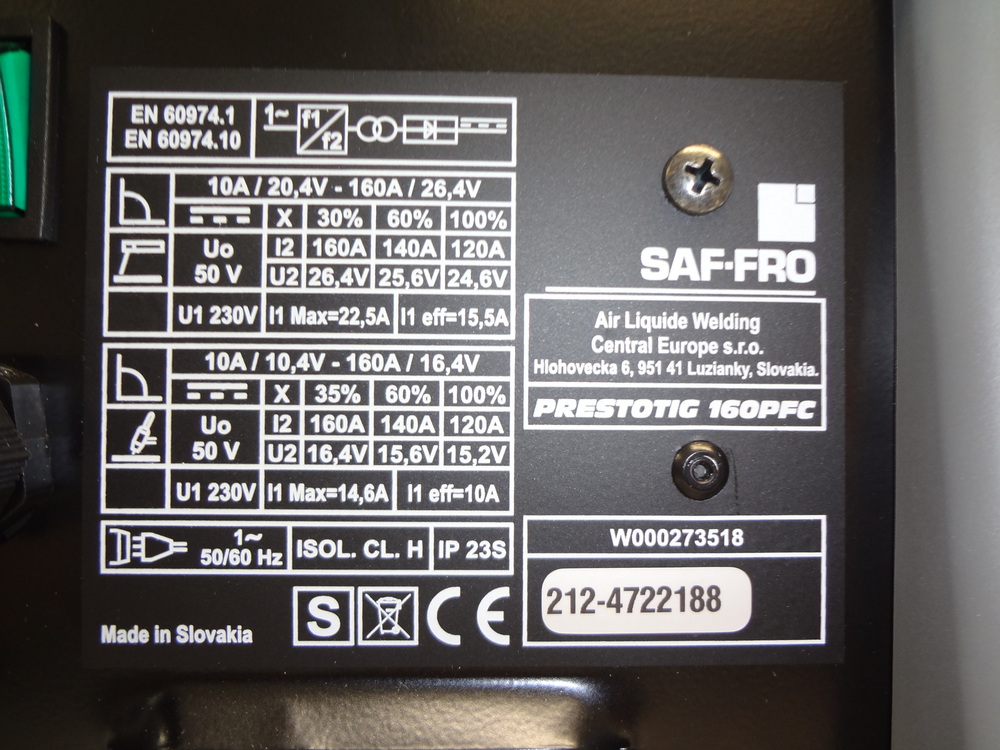 EN 60974.1
EN 60974.10
1~ f1 f2
10A / 20,4V - 160A / 26,4V
X 30% 60% 100%
Uo 50 V
I2 160A 140A 120A
U2 26,4V 25,6V 24,6V
U1 230V I1 Max=22,5A I1 eff=15,5A
10A / 10,4V - 160A / 16,4V
X 35% 60% 100%
Uo 50 V
I2 160A 140A 120A
U2 16,4V 15,6V 15,2V
U1 230V I1 Max=14,6A I1 eff=10A
1~
50/60 Hz ISOL. CL. H IP 23S
Made in Slovakia
S CE
SAF-FRO
Air Liquide Welding
Central Europe s.r.o.
Hlohovecka 6, 951 41 Luzianky, Slovakia.
PRESTOTIG 160PFC
W000273518
212-4722188